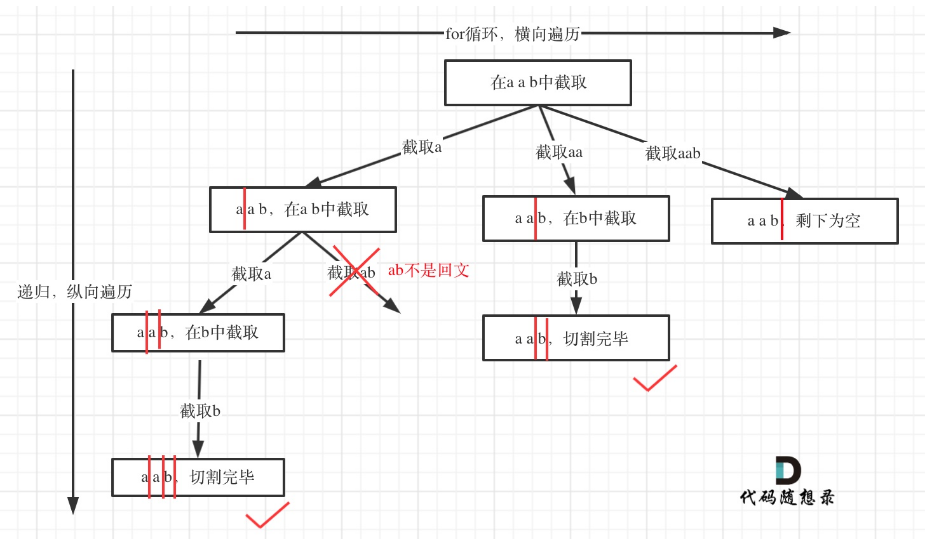 for循环，横向遍历
在a a b中截取
截取a
截取aa
截取aab
a a b，在a b中截取
a a b，在b中截取
a a b，剩下为空
截取a
截取ab
ab不是回文
截取b
递归，纵向遍历
a a b，在b中截取
a a b，切割完毕
截取b
a a b，切割完毕
代码随想录